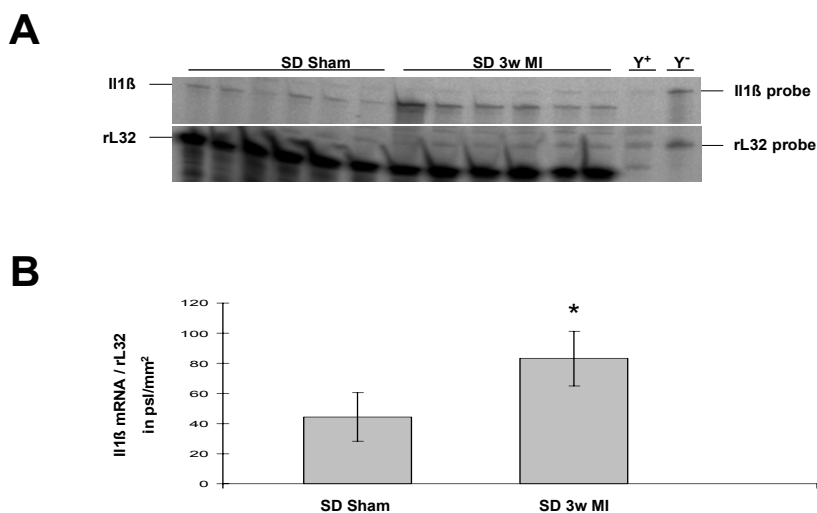 A
SD Sham
SD 3w MI
Y+
Y-
Il1ß
Il1ß probe
rL32
rL32 probe
B
Il1ß mRNA / rL32
in psl/mm²
120
100
80
60
40
20
0
*
SD Sham
SD 3w MI